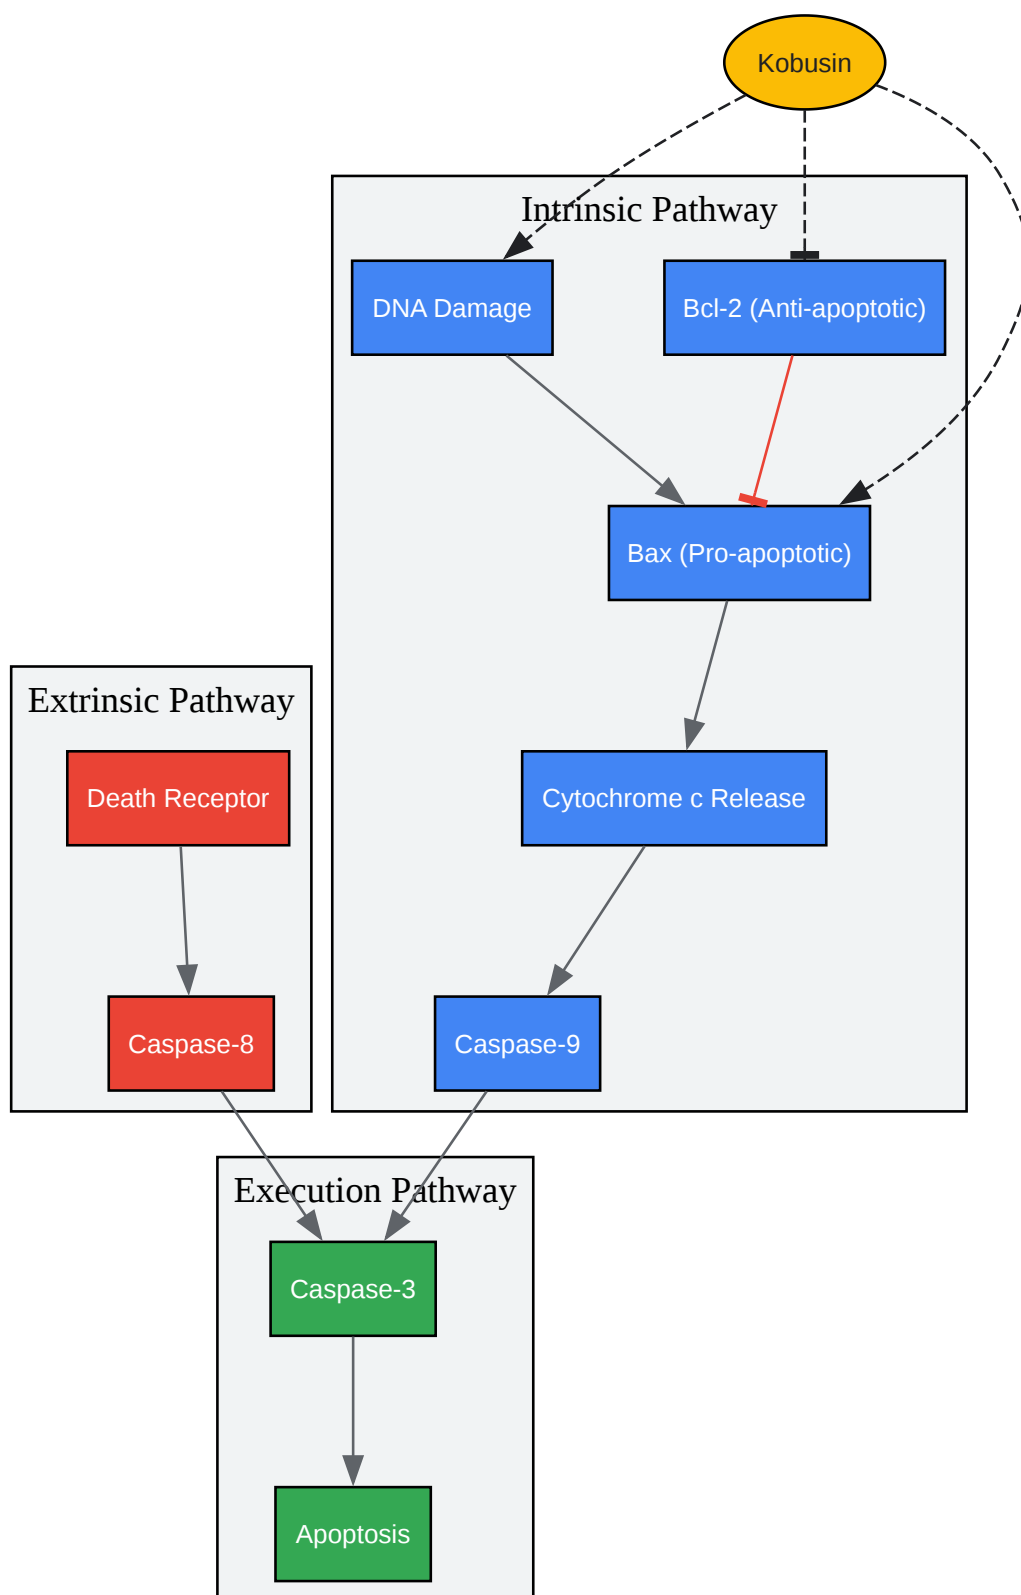 Kobusin
Intrinsic Pathway
DNA Damage
Bcl-2 (Anti-apoptotic)
Bax (Pro-apoptotic)
Extrinsic Pathway
Death Receptor
Cytochrome c Release
Caspase-8
Caspase-9
Execution Pathway
Caspase-3
Apoptosis